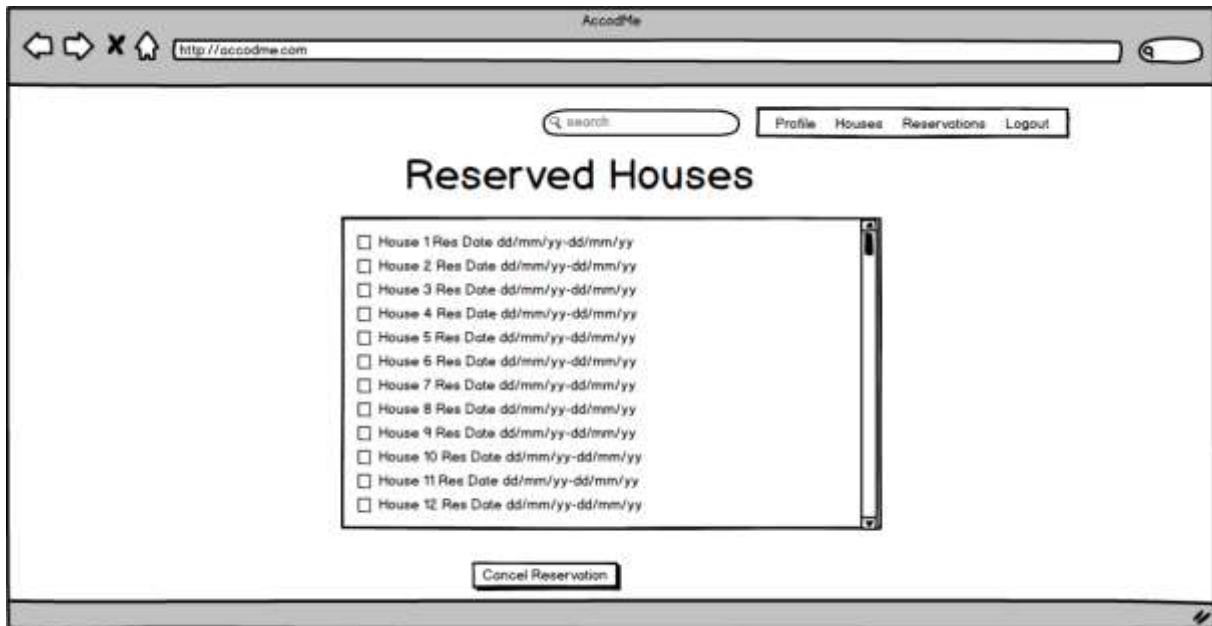 AccodMe
http://accodme.com
search
Profile Houses Reservations Logout
Reserved Houses
House 1 Res Date dd/mm/yy-dd/mm/yy
House 2 Res Date dd/mm/yy-dd/mm/yy
House 3 Res Date dd/mm/yy-dd/mm/yy
House 4 Res Date dd/mm/yy-dd/mm/yy
House 5 Res Date dd/mm/yy-dd/mm/yy
House 6 Res Date dd/mm/yy-dd/mm/yy
House 7 Res Date dd/mm/yy-dd/mm/yy
House 8 Res Date dd/mm/yy-dd/mm/yy
House 9 Res Date dd/mm/yy-dd/mm/yy
House 10 Res Date dd/mm/yy-dd/mm/yy
House 11 Res Date dd/mm/yy-dd/mm/yy
House 12 Res Date dd/mm/yy-dd/mm/yy
Cancel Reservation